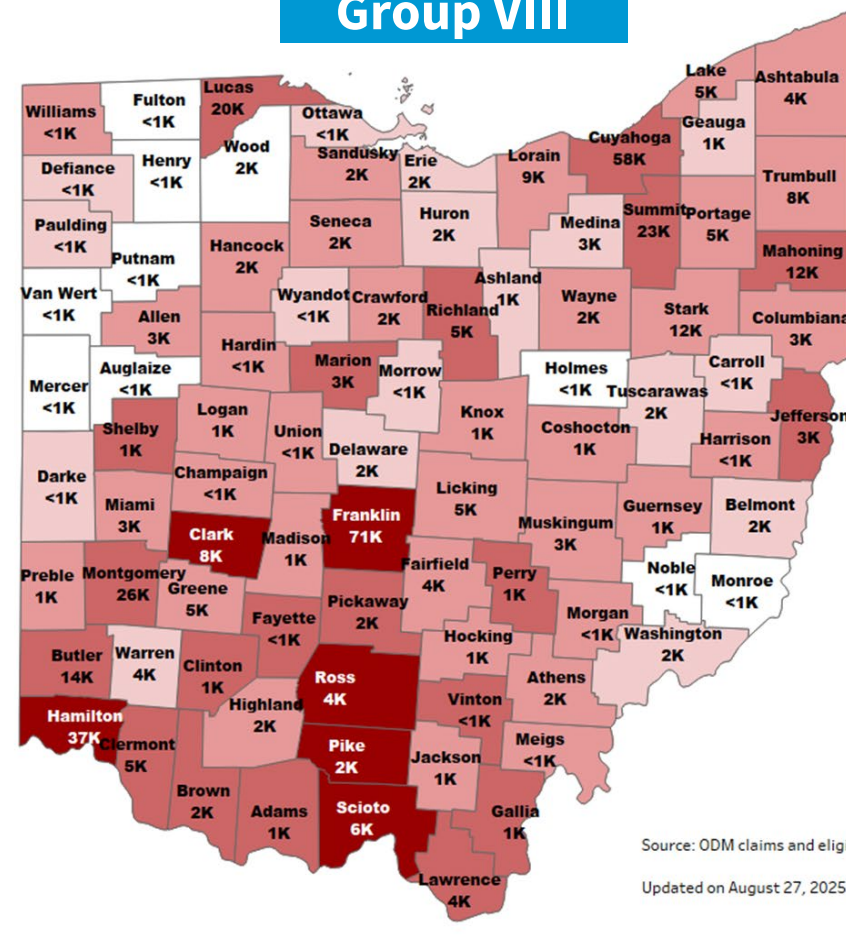 Group VIII
Williams
<1K
Fulton
<1K
Lucas
20K
Ottawa
<1K
Lake
5K
Ashtabula
4K
Geauga
1K
Cuyahoga
58K
Defiance
<1K
Henry
<1K
Wood
2K
Sandusky
2K
Erie
2K
Lorain
9K
Trumbull
8K
Paulding
<1K
Seneca
2K
Huron
2K
Medina
3K
Summit
23K
Portage
5K
Putnam
<1K
Hancock
2K
Mahoning
12K
Van Wert
<1K
Allen
3K
Wyandot
<1K
Crawford
2K
Richland
5K
Ashland
1K
Wayne
2K
Stark
12K
Columbiana
3K
Mercer
<1K
Auglaize
<1K
Hardin
<1K
Marion
3K
Morrow
<1K
Holmes
<1K
Tuscarawas
2K
Carroll
<1K
Jefferson
3K
Shelby
1K
Logan
1K
Union
<1K
Knox
1K
Coshocton
1K
Harrison
<1K
Delaware
2K
Darke
<1K
Champaign
<1K
Miami
3K
Licking
5K
Guernsey
1K
Belmont
2K
Clark
8K
Madison
1K
Franklin
71K
Muskingum
3K
Preble
1K
Montgomery
26K
Greene
5K
Fairfield
4K
Perry
1K
Noble
<1K
Monroe
<1K
Fayette
<1K
Pickaway
2K
Morgan
<1K
Washington
2K
Butler
14K
Warren
4K
Clinton
1K
Hocking
1K
Athens
2K
Ross
4K
Highland
2K
Vinton
<1K
Hamilton
37K
Clermont
5K
Pike
2K
Jackson
1K
Meigs
<1K
Brown
2K
Adams
1K
Scioto
6K
Gallia
1K
Lawrence
4K
Source: ODM claims and elig
Updated on August 27, 2025